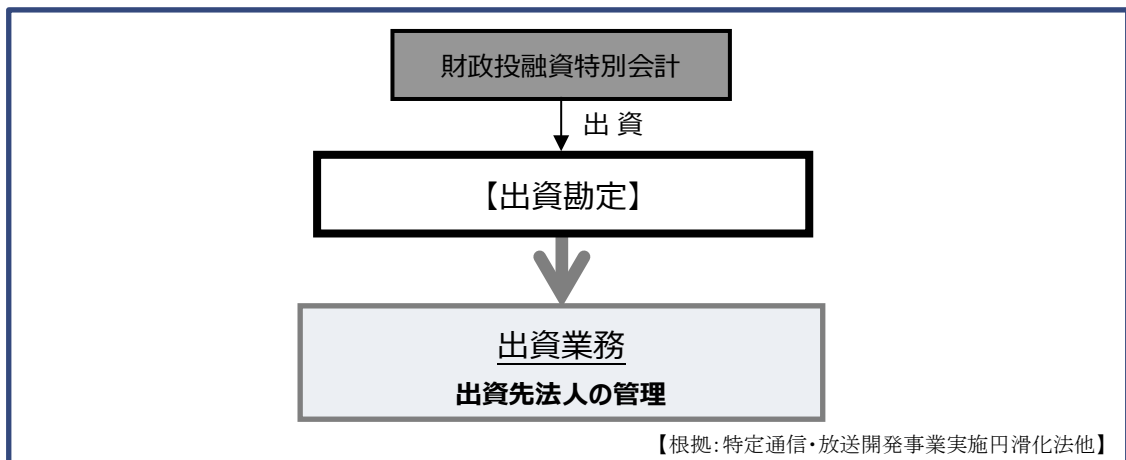 財政投融資特別会計
出 資
【出資勘定】
出資業務
出資先法人の管理
【根拠:特定通信・放送開発事業実施円滑化法他】